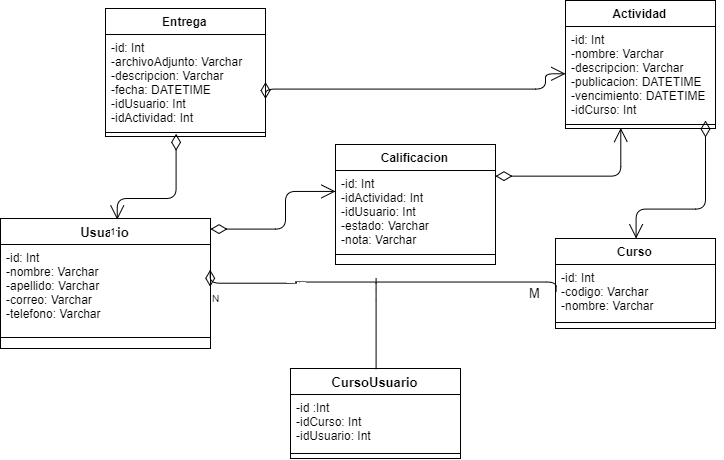 Entrega
-id: Int
-archivoAdjunto: Varchar
-descripcion: Varchar
-fecha: DATETIME
-idUsuario: Int
-idActividad: Int
Actividad
-id: Int
-nombre: Varchar
-descripcion: Varchar
-publicacion: DATETIME
-vencimiento: DATETIME
-idCurso: Int
Calificacion
-id: Int
-idActividad: Int
-idUsuario: Int
-estado: Varchar
-nota: Varchar
Usuario
1
-id: Int
-nombre: Varchar
-apellido: Varchar
-correo: Varchar
-telefono: Varchar
N
M
Curso
-id: Int
-codigo: Varchar
-nombre: Varchar
CursoUsuario
-id :Int
-idCurso: Int
-idUsuario: Int